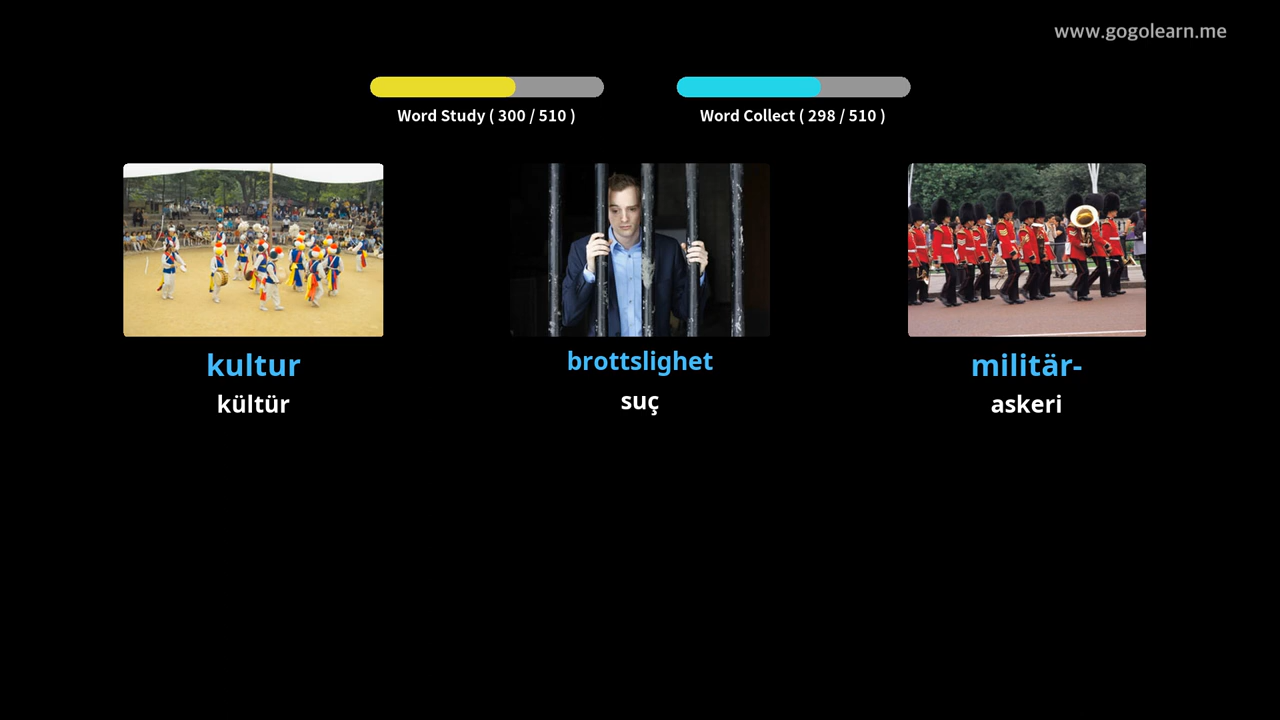 www.gogolearn.me
Word Study ( 300 / 510 )
Word Collect ( 298 / 510 )
kultur
kültür
brottslighet
suç
militär-
askeri